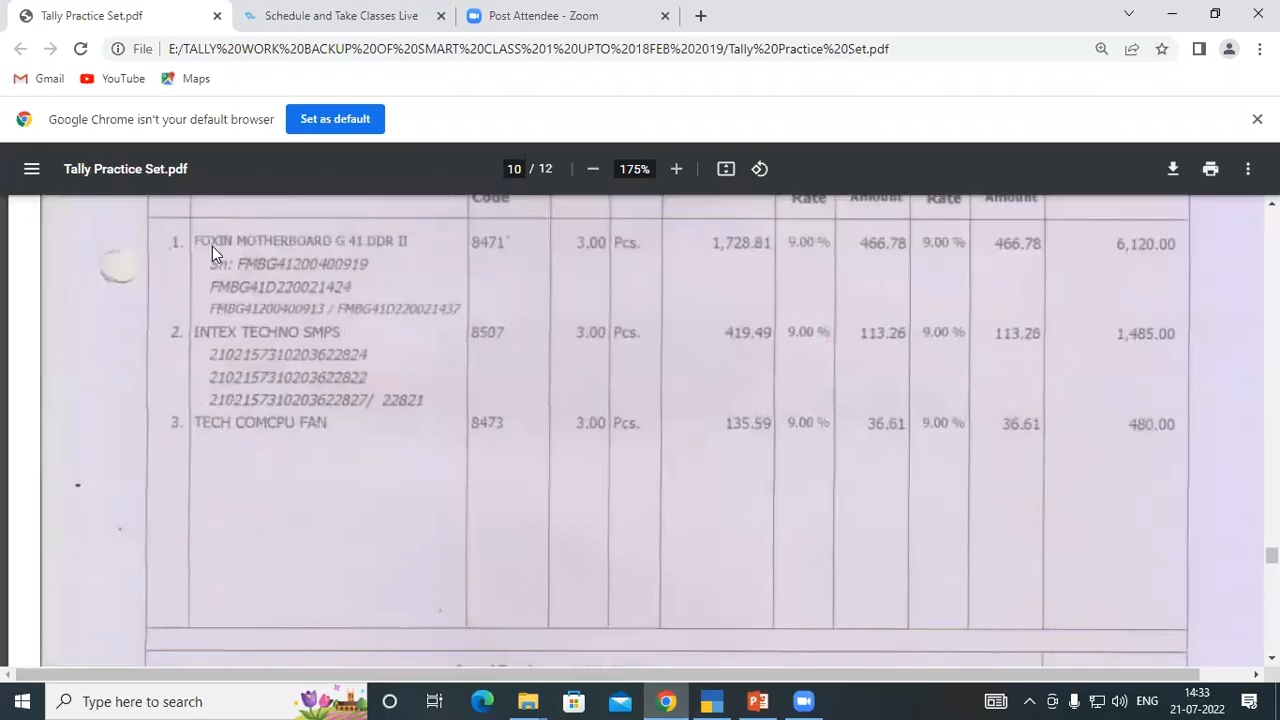 Tally Practice Set.pdf
Schedule and Take Classes Live
Post Attendee - Zoom
File
E:/TALLY%20WORK%20BACKUP%20OF%20SMART%20CLASS%201%20UPTO%2018FEB%202019/Tally%20Practice%20Set.pdf
Gmail YouTube Maps
Google Chrome isn't your default browser Set as default
Tally Practice Set.pdf 10 / 12 175%
Code Rate Amount Rate Amount
1. FOXIN MOTHERBOARD G 41 DDR II 8471 3.00 Pcs. 1,728.81 9.00 % 466.78 9.00 % 466.78 6,120.00
Sn: FMBG41200400919
FMBG41D220021424
FMBG41200400913 / FMBG41D220021437
2. INTEX TECHNO SMPS 8507 3.00 Pcs. 419.49 9.00 % 113.26 9.00 % 113.26 1,485.00
2102157310203622824
2102157310203622822
2102157310203622827/ 22821
3. TECH COMCPU FAN 8473 3.00 Pcs. 135.59 9.00 % 36.61 9.00 % 36.61 480.00
Type here to search
ENG
14:33
21-07-2022